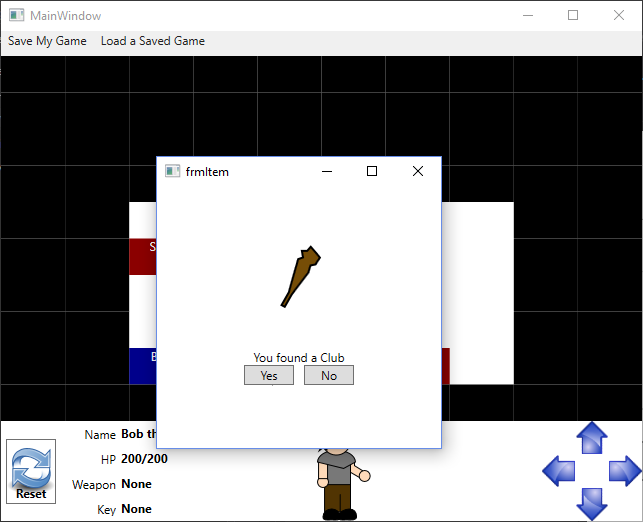 MainWindow
Save My Game Load a Saved Game
frmItem
S
You found a Club
B
Yes No
Name Bob th
HP 200/200
Weapon None
Key None
Reset